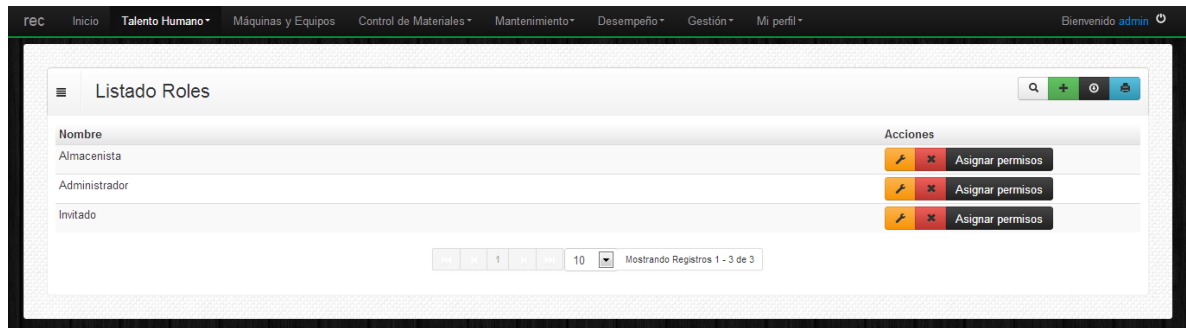 rec Inicio Talento Humano Máquinas y Equipos Control de Materiales Mantenimiento Desempeño Gestión Mi perfil Bienvenido admin
Listado Roles
Nombre Acciones
Almacenista Asignar permisos
Administrador Asignar permisos
Invitado Asignar permisos
1 10 Mostrando Registros 1 - 3 de 3